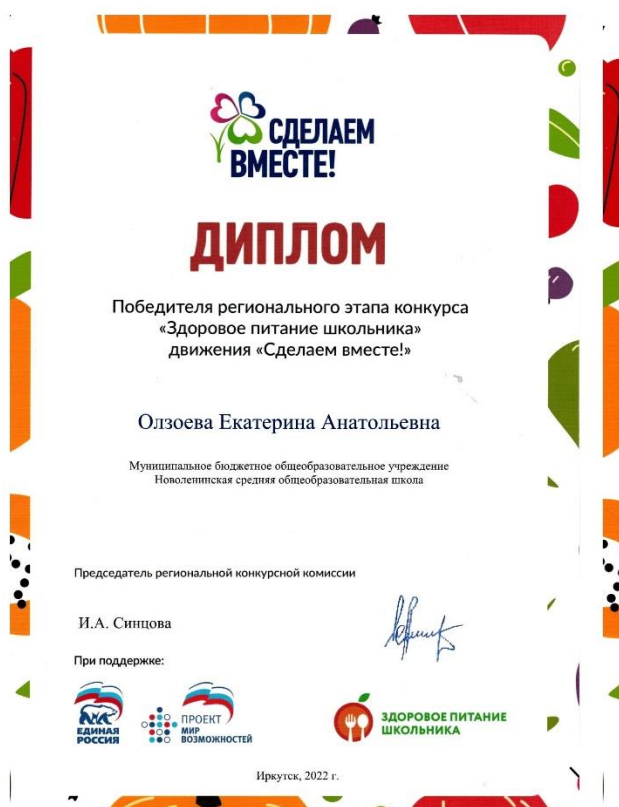 СДЕЛАЕМ
ВМЕСТЕ!
ДИПЛОМ
Победителя регионального этапа конкурса
«Здоровое питание школьника»
движения «Сделаем вместе!»
Олзоева Екатерина Анатольевна
Муниципальное бюджетное общеобразовательное учреждение
Новоленинская средняя общеобразовательная школа
Председатель региональной конкурсной комиссии
И.А. Синцова
При поддержке:
ЕДИНАЯ
РОССИЯ
ПРОЕКТ
МИР
ВОЗМОЖНОСТЕЙ
ЗДОРОВОЕ ПИТАНИЕ
ШКОЛЬНИКА
Иркутск, 2022 г.